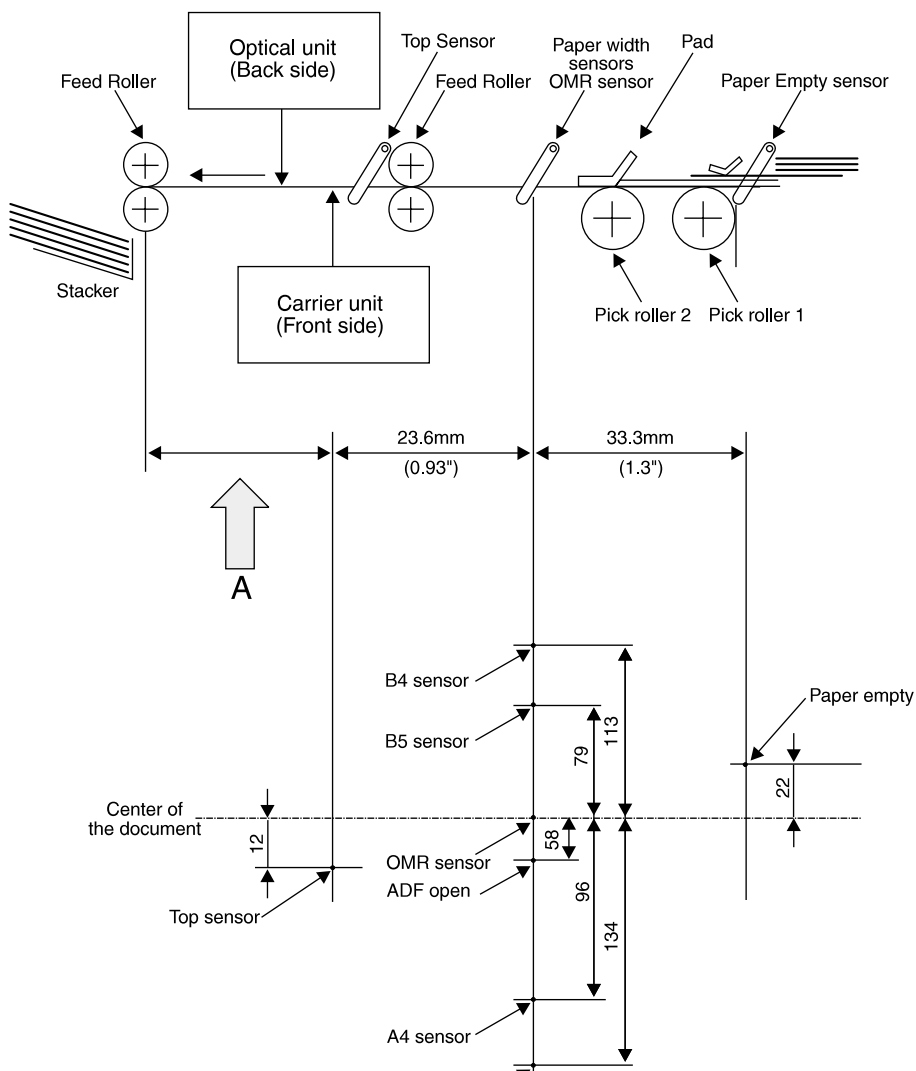 Optical unit
(Back side)
Top Sensor
Paper width
sensors
OMR sensor
Pad
Feed Roller
Feed Roller
Paper Empty sensor
Stacker
Carrier unit
(Front side)
Pick roller 2
Pick roller 1
23.6mm
(0.93")
33.3mm
(1.3")
A
B4 sensor
B5 sensor
Paper empty
113
79
22
Center of
the document
12
OMR sensor
58
ADF open
96
134
Top sensor
A4 sensor